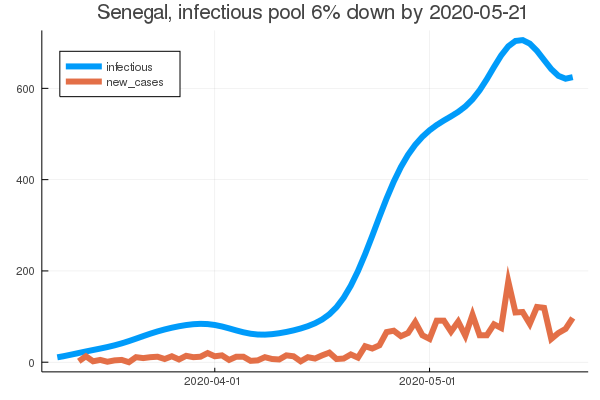 Senegal, infectious pool 6% down by 2020-05-21
infectious
new_cases
600
400
200
0
2020-04-01
2020-05-01